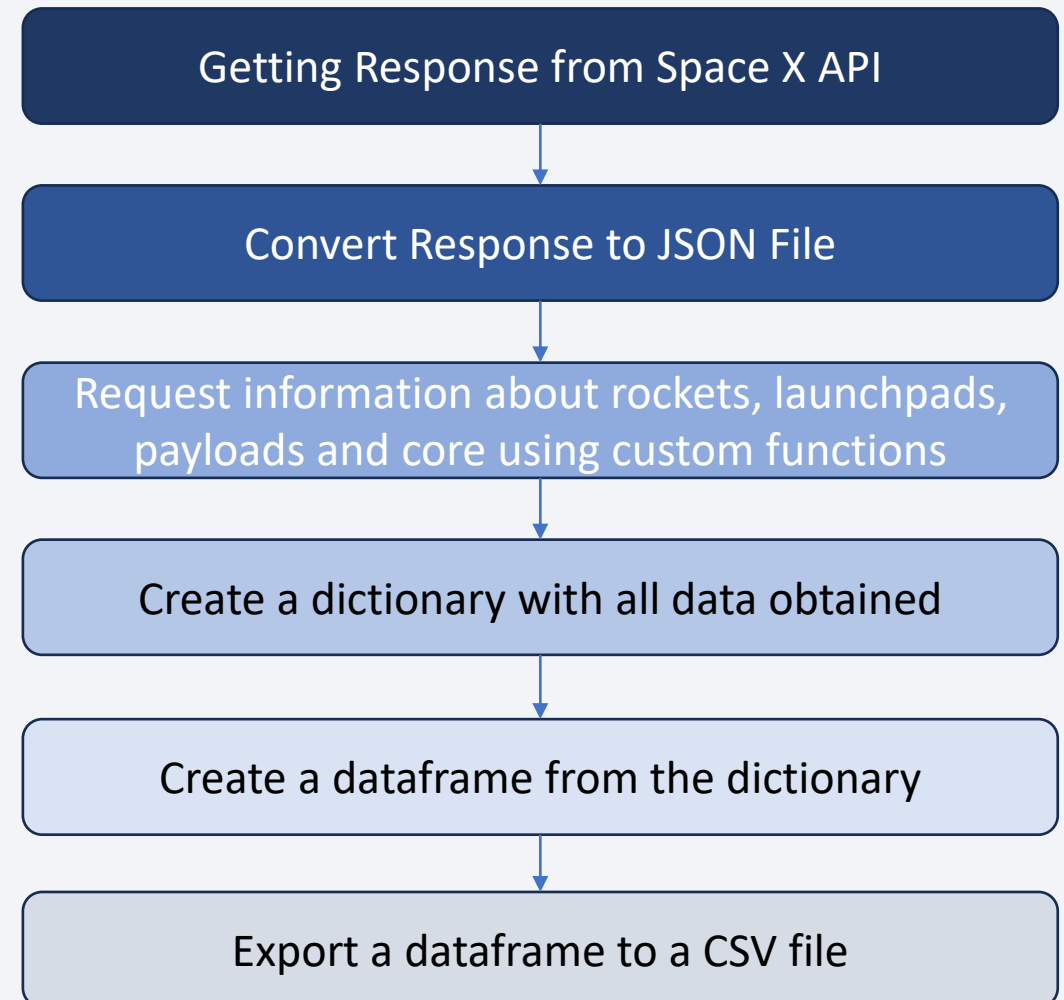 Getting Response from Space X API
Convert Response to JSON File
Request information about rockets, launchpads,
payloads and core using custom functions
Create a dictionary with all data obtained
Create a dataframe from the dictionary
Export a dataframe to a CSV file